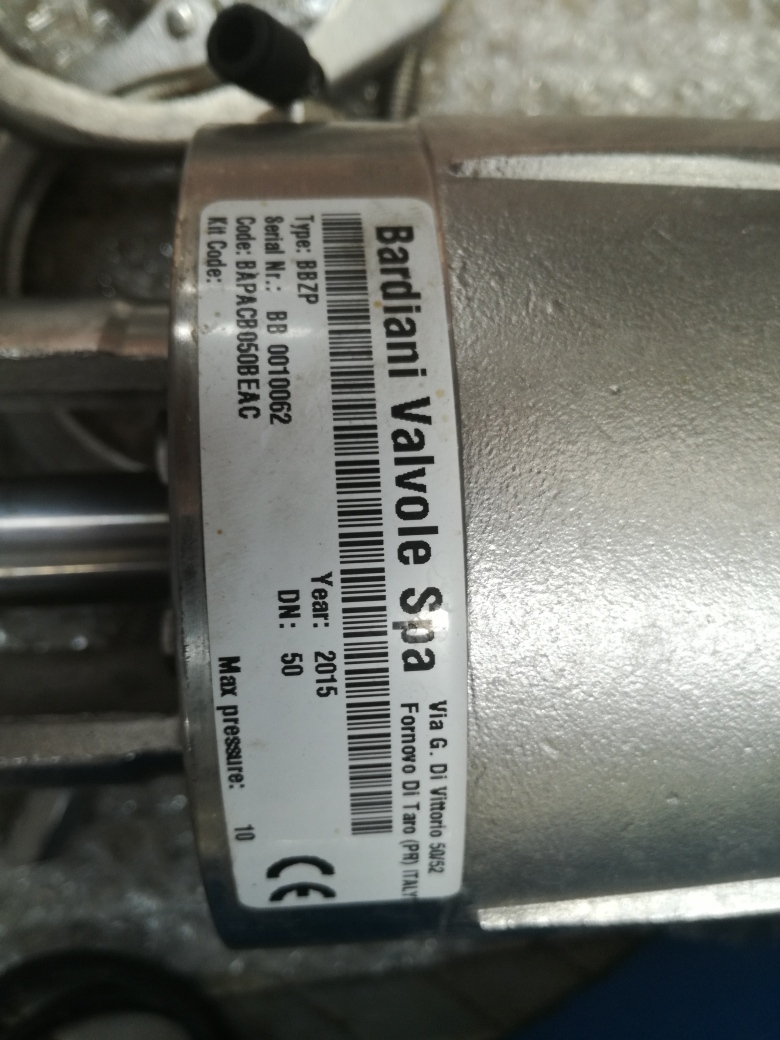 Bardiani Valvole Spa
Via G. Di Vittorio 50/52
Fornovo Di Taro (PR) ITALY
Type: BBZP
Year: 2015
Serial Nr.: BB 0010062
DN: 50
Code: BAPACB050BEAC
Kit Code:
Max pressure: 10
CE